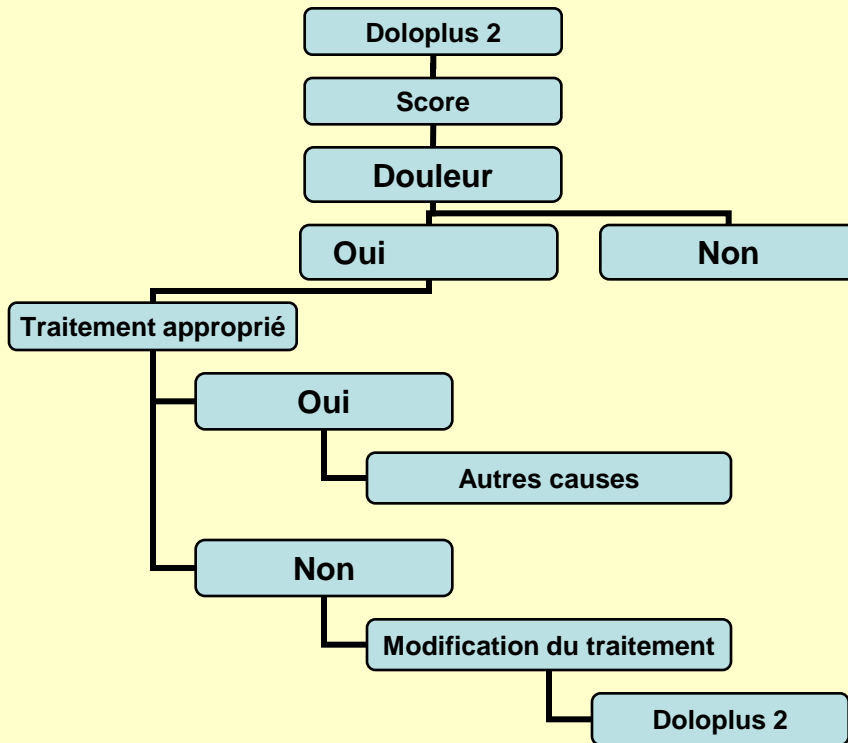 Doloplus 2
Score
Douleur
Oui
Non
Traitement approprié
Oui
Autres causes
Non
Modification du traitement
Doloplus 2